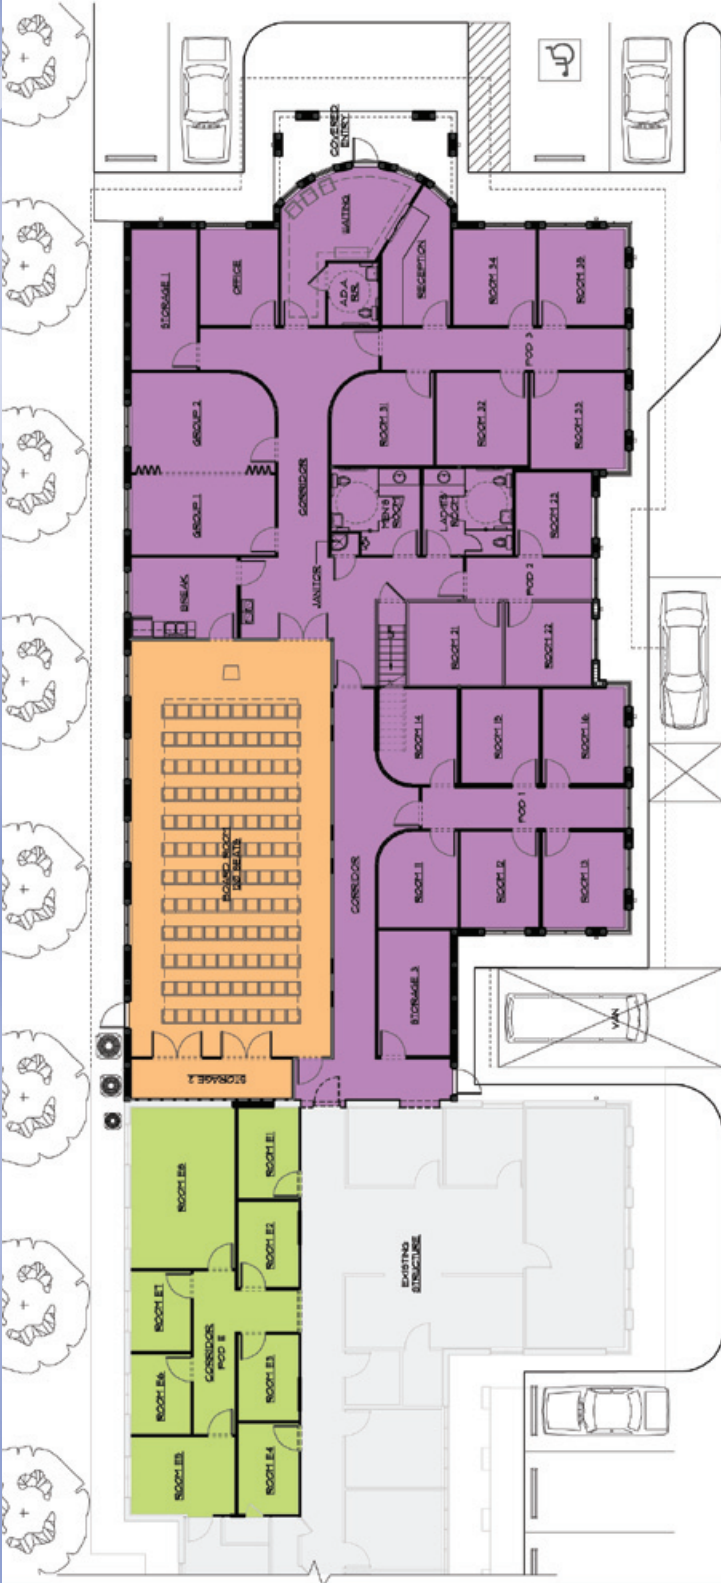 COVERED
ENTRY
WAITING
STORAGE 1
OFFICE
A.D.A.
R.R.
RECEPTION
ROOM 34
ROOM 35
POD 3
GROUP 2
ROOM 31
ROOM 32
ROOM 33
CORRIDOR
GROUP 1
MEN'S
ROOM
LADIES'
ROOM
ROOM 23
BREAK
JANITOR
POD 2
ROOM 21
ROOM 22
ROOM 14
ROOM 15
ROOM 16
POD 1
BOARD ROOM
SEATS
CORRIDOR
ROOM 11
ROOM 12
ROOM 13
STORAGE 3
VAN
STORAGE 2
ROOM E8
ROOM E1
ROOM E2
EXISTING
STRUCTURE
ROOM E7
CORRIDOR
POD E
ROOM E3
ROOM E6
ROOM E5
ROOM E4